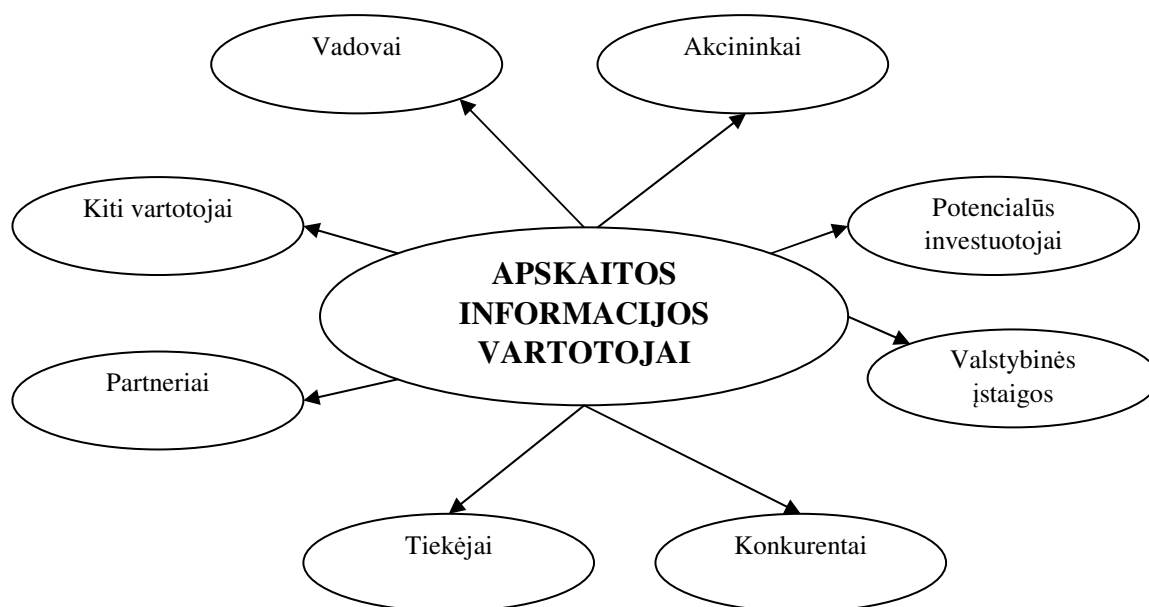 Vadovai
Akcininkai
Kiti vartotojai
Potencialūs
investuotojai
APSKAITOS
INFORMACIJOS
VARTOTOJAI
Partneriai
Valstybinės
įstaigos
Tiekėjai
Konkurentai